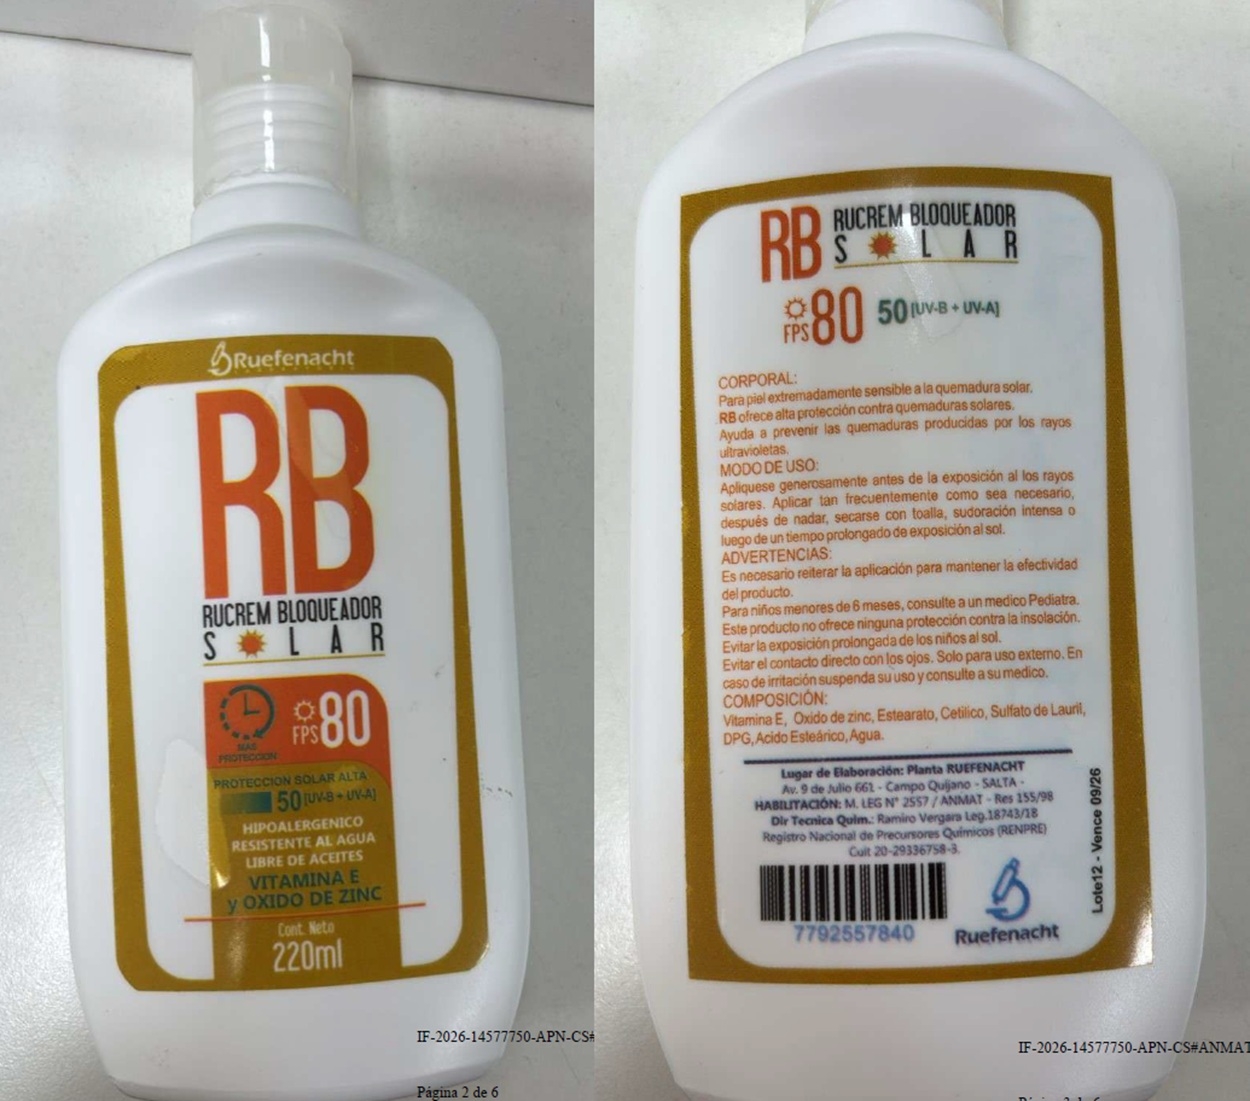 Ruefenacht
RB
RUCREM BLOQUEADOR
SOLAR
MAS
PROTECCION
FPS 80
PROTECCION SOLAR ALTA
50 [UV-B + UV-A]
HIPOALERGENICO
RESISTENTE AL AGUA
LIBRE DE ACEITES
VITAMINA E
y OXIDO DE ZINC
Cont. Neto
220ml
IF-2026-14577750-APN-CS#
Página 2 de 6
RB RUCREM BLOQUEADOR
SOLAR
FPS 80 50 [UV-B + UV-A]
CORPORAL:
Para piel extremadamente sensible a la quemadura solar.
RB ofrece alta protección contra quemaduras solares.
Ayuda a prevenir las quemaduras producidas por los rayos
ultravioletas.
MODO DE USO:
Apliquese generosamente antes de la exposición al los rayos
solares. Aplicar tan frecuentemente como sea necesario,
después de nadar, secarse con toalla, sudoración intensa o
luego de un tiempo prolongado de exposición al sol.
ADVERTENCIAS:
Es necesario reiterar la aplicación para mantener la efectividad
del producto.
Para niños menores de 6 meses, consulte a un medico Pediatra.
Este producto no ofrece ninguna protección contra la insolación.
Evitar la exposición prolongada de los niños al sol.
Evitar el contacto directo con los ojos. Solo para uso externo. En
caso de irritación suspenda su uso y consulte a su medico.
COMPOSICIÓN:
Vitamina E, Oxido de zinc, Estearato, Cetilico, Sulfato de Lauril,
DPG, Acido Esteárico, Agua.
Lugar de Elaboración: Planta RUEFENACHT
Av. 9 de Julio 661 - Campo Quijano - SALTA -
HABILITACIÓN: M. LEG N° 2557 / ANMAT - Res 155/98
Dir Tecnica Quim.: Ramiro Vergara Leg.18743/18
Registro Nacional de Precursores Químicos (RENPRE)
Cuit 20-29336758-3.
7792557840
Ruefenacht
Lote12 - Vence 09/26
IF-2026-14577750-APN-CS#ANMAT